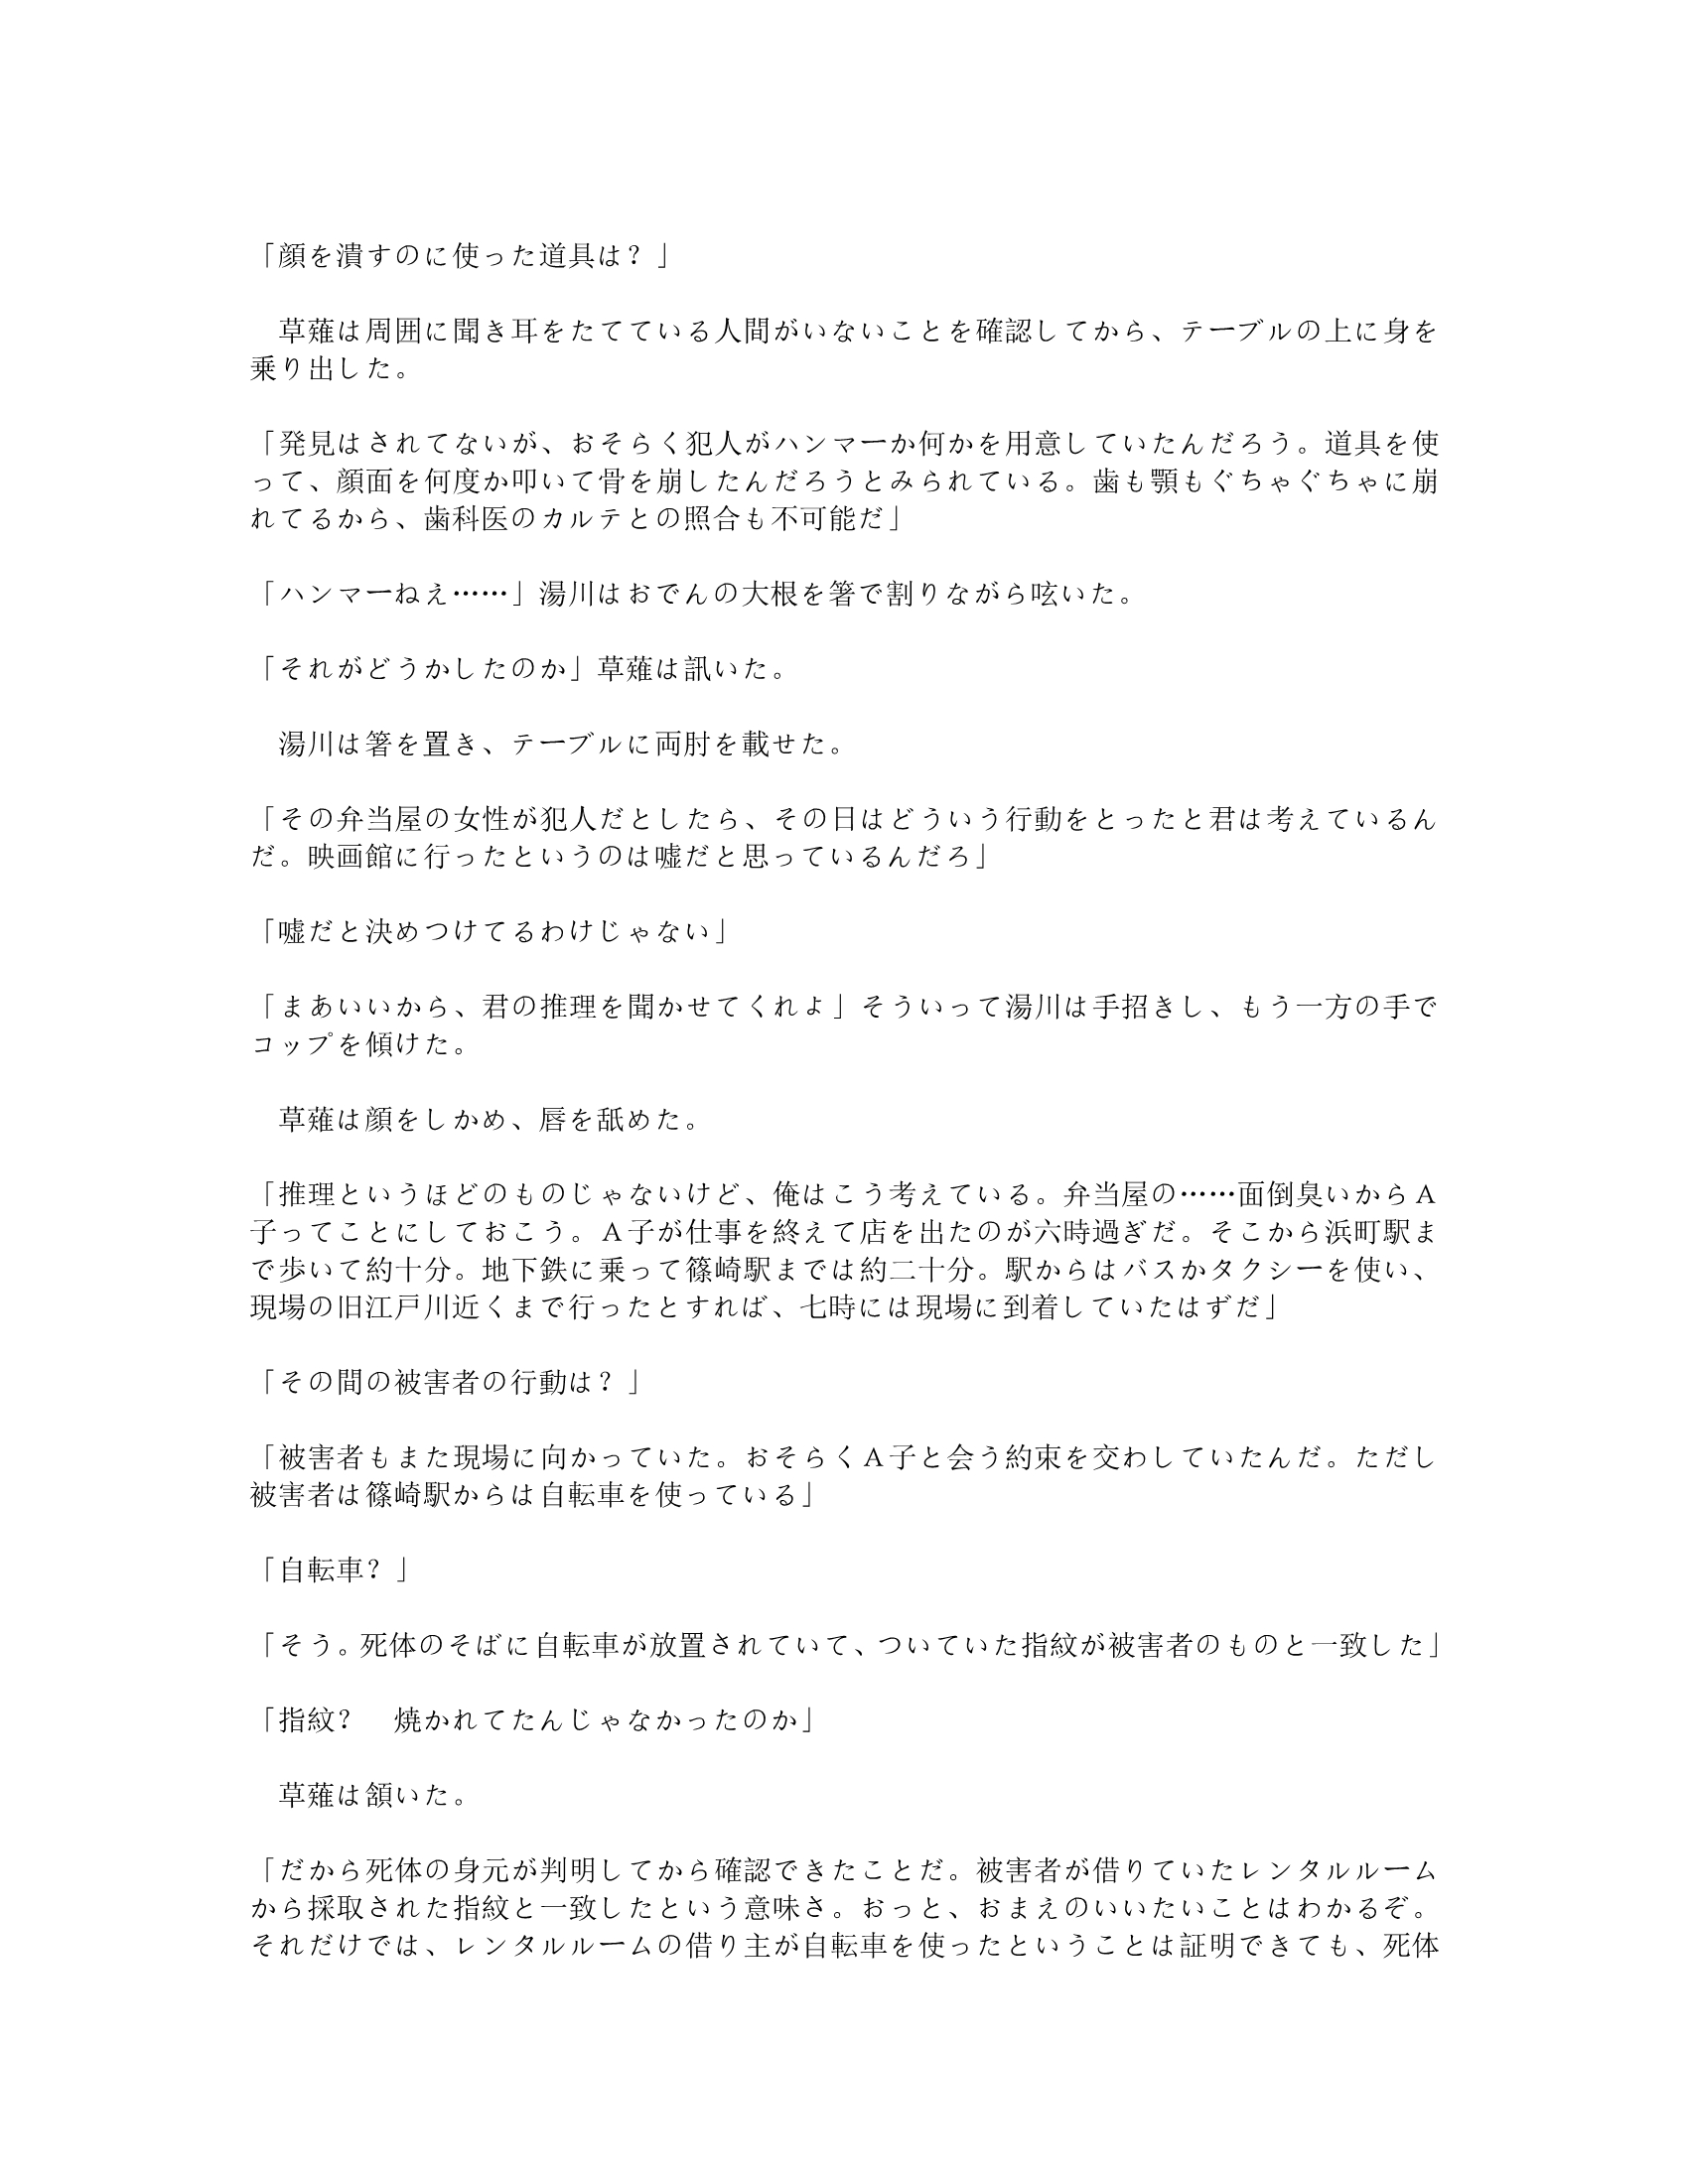 「顔を潰すのに使った道具は？」
　草薙は周囲に聞き耳をたてている人間がいないことを確認してから、テーブルの上に身を
乗り出した。
「発見はされてないが、おそらく犯人がハンマーか何かを用意していたんだろう。道具を使
って、顔面を何度か叩いて骨を崩したんだろうとみられている。歯も顎もぐちゃぐちゃに崩
れてるから、歯科医のカルテとの照合も不可能だ」
「ハンマーねえ……」湯川はおでんの大根を箸で割りながら呟いた。
「それがどうかしたのか」草薙は訊いた。
　湯川は箸を置き、テーブルに両肘を載せた。
「その弁当屋の女性が犯人だとしたら、その日はどういう行動をとったと君は考えているん
だ。映画館に行ったというのは嘘だと思っているんだろ」
「嘘だと決めつけてるわけじゃない」
「まあいいから、君の推理を聞かせてくれよ」そういって湯川は手招きし、もう一方の手で
コップを傾けた。
　草薙は顔をしかめ、唇を舐めた。
「推理というほどのものじゃないけど、俺はこう考えている。弁当屋の……面倒臭いからＡ
子ってことにしておこう。Ａ子が仕事を終えて店を出たのが六時過ぎだ。そこから浜町駅ま
で歩いて約十分。地下鉄に乗って篠崎駅までは約二十分。駅からはバスかタクシーを使い、
現場の旧江戸川近くまで行ったとすれば、七時には現場に到着していたはずだ」
「その間の被害者の行動は？」
「被害者もまた現場に向かっていた。おそらくＡ子と会う約束を交わしていたんだ。ただし
被害者は篠崎駅からは自転車を使っている」
「自転車？」
「そう。死体のそばに自転車が放置されていて、ついていた指紋が被害者のものと一致した」
「指紋？　焼かれてたんじゃなかったのか」
　草薙は頷いた。
「だから死体の身元が判明してから確認できたことだ。被害者が借りていたレンタルルーム
から採取された指紋と一致したという意味さ。おっと、おまえのいいたいことはわかるぞ。
それだけでは、レンタルルームの借り主が自転車を使ったということは証明できても、死体